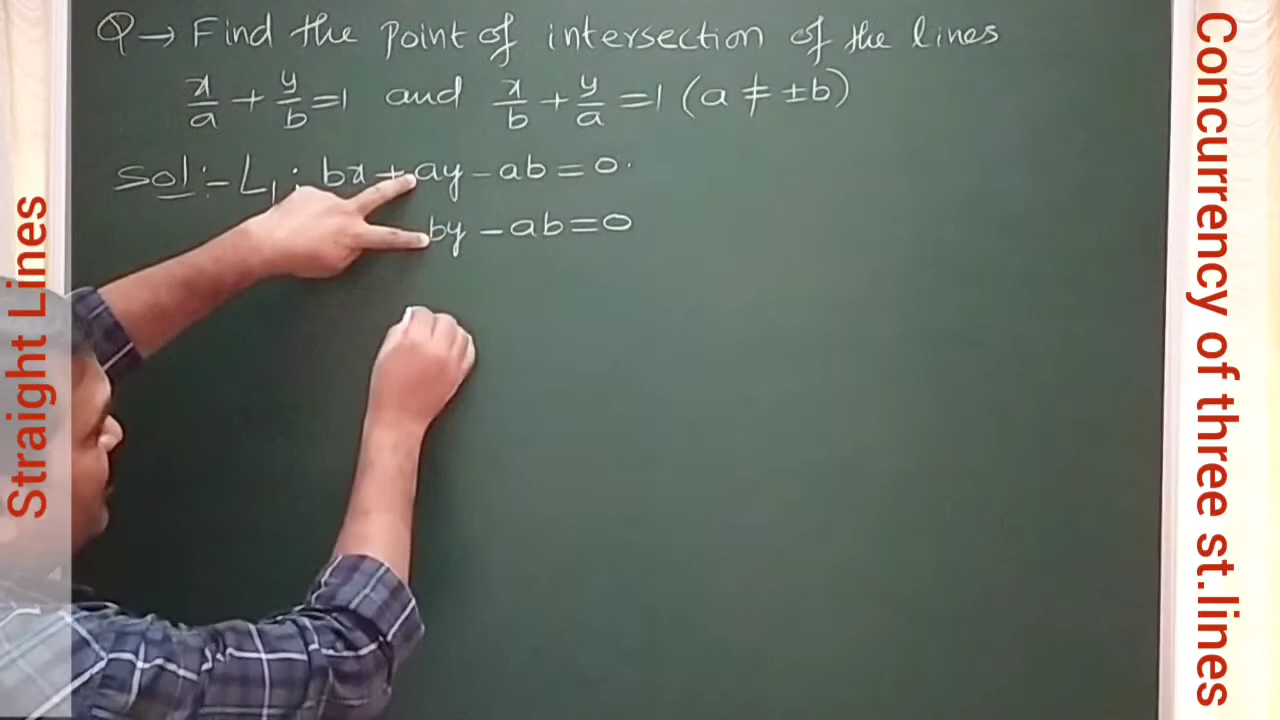 Q → Find the point of intersection of the lines
x/a + y/b = 1 and x/b + y/a = 1 (a ≠ ±b)
Sol:- L₁ : bx + ay - ab = 0.
by - ab = 0
Straight Lines
Concurrency of three st.lines